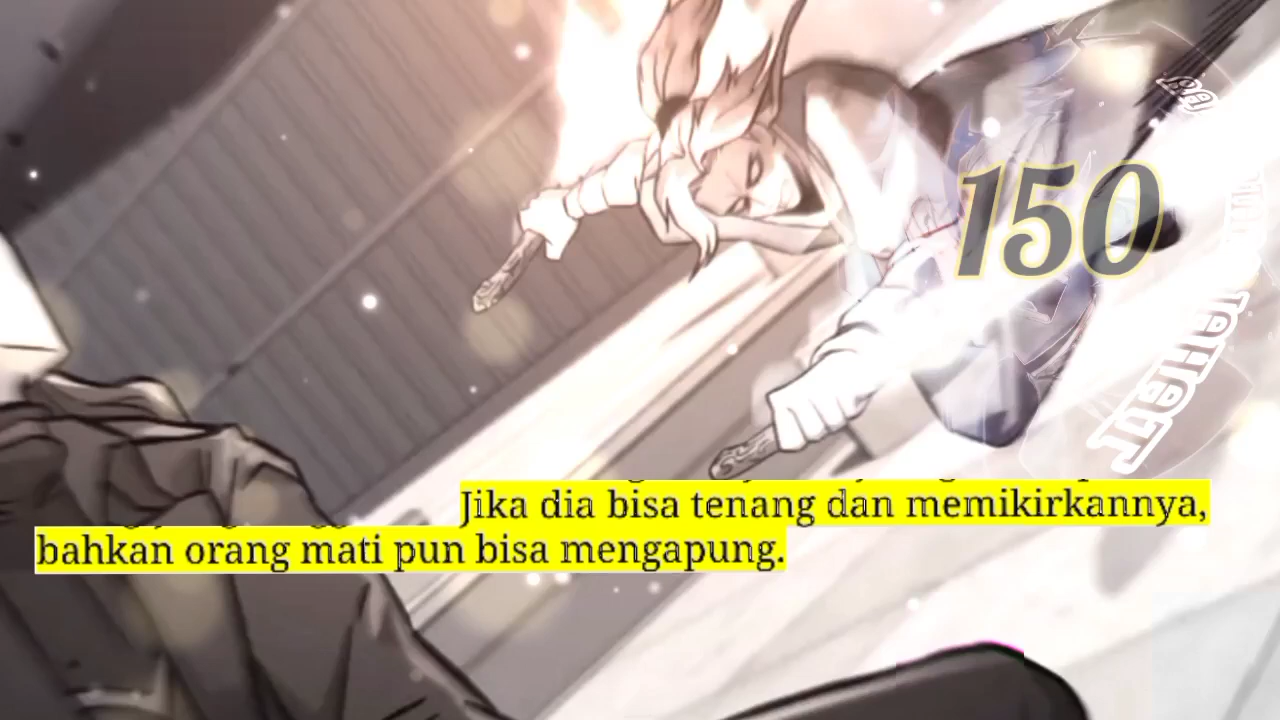 150
Jika dia bisa tenang dan memikirkannya,
bahkan orang mati pun bisa mengapung.